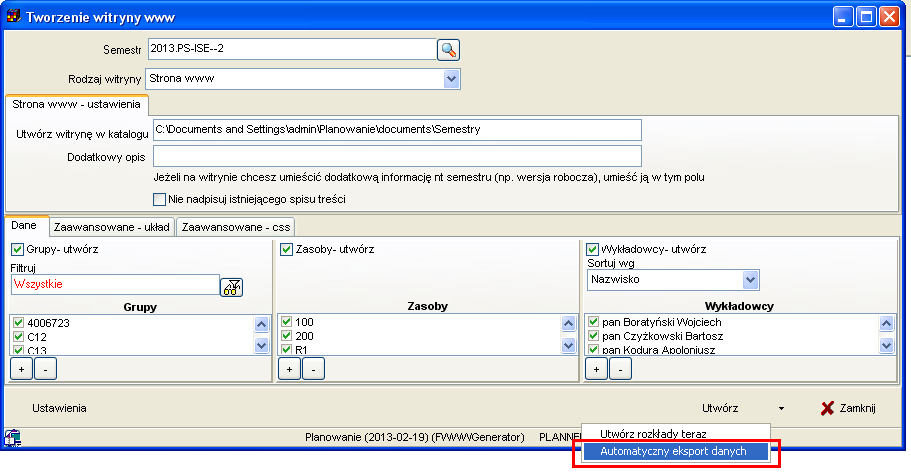 Tworzenie witryny www
Semestr 2013.PS-ISE--2
Rodzaj witryny Strona www
Strona www - ustawienia
Utwórz witrynę w katalogu C:\Documents and Settings\admin\Planowanie\documents\Semestry
Dodatkowy opis
Jeżeli na witrynie chcesz umieścić dodatkową informację nt semestru (np. wersja robocza), umieść ją w tym polu
Nie nadpisuj istniejącego spisu treści
Dane Zaawansowane - układ Zaawansowane - css
Grupy- utwórz
Filtruj
Wszystkie
Grupy
4006723
C12
C13
+ -
Zasoby- utwórz
Zasoby
100
200
R1
+ -
Wykładowcy- utwórz
Sortuj wg
Nazwisko
Wykładowcy
pan Boratyński Wojciech
pan Czyżkowski Bartosz
pan Kodura Apoloniusz
+ -
Ustawienia Utwórz Zamknij
Planowanie (2013-02-19) (FWWWGenerator)
Utwórz rozkłady teraz
Automatyczny eksport danych